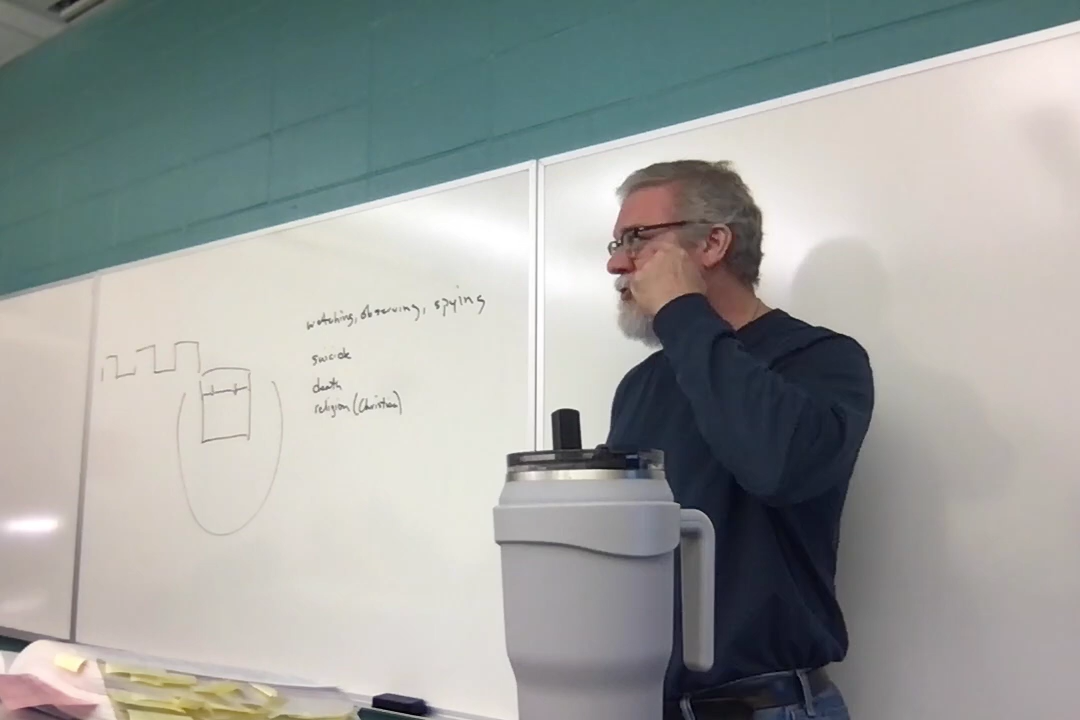 watching, observing, spying
suicide
death
religion (Christian)